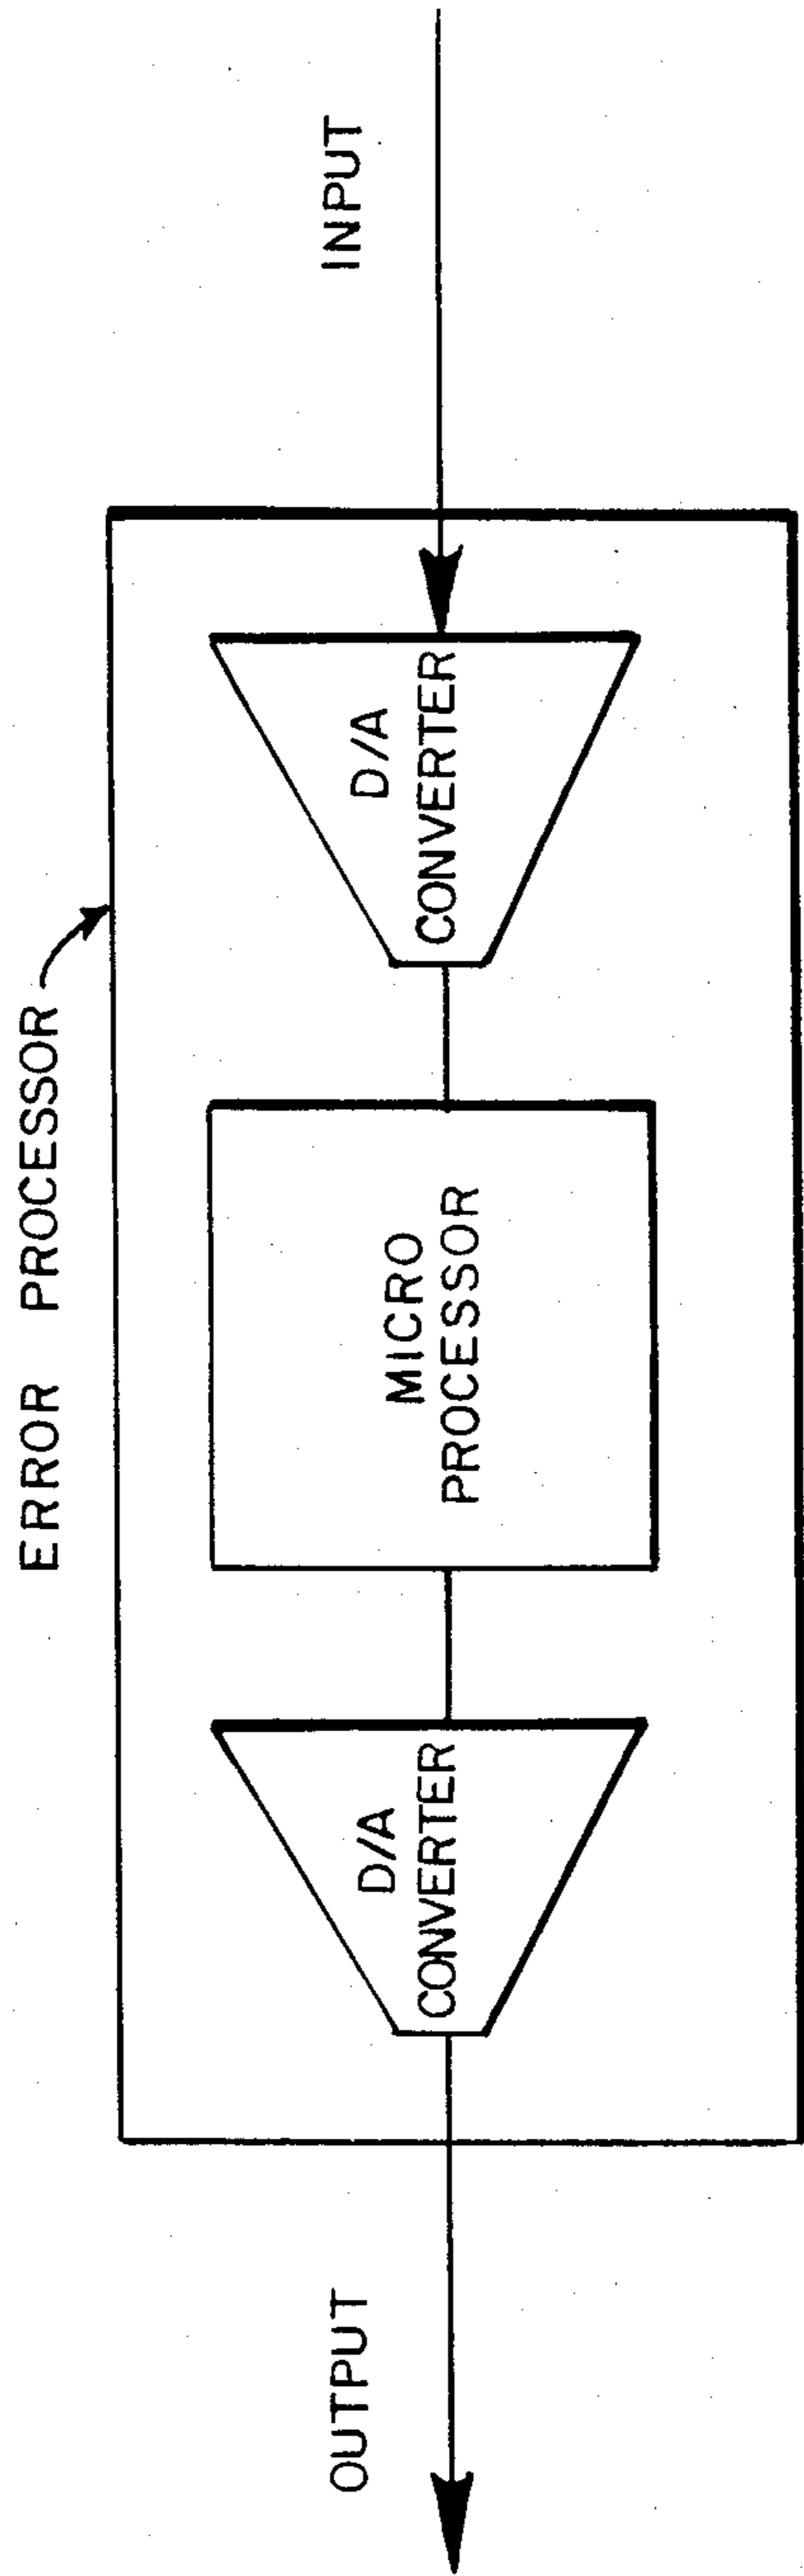 ERROR PROCESSOR
OUTPUT
D/A
CONVERTER
MICRO
PROCESSOR
D/A
CONVERTER
INPUT